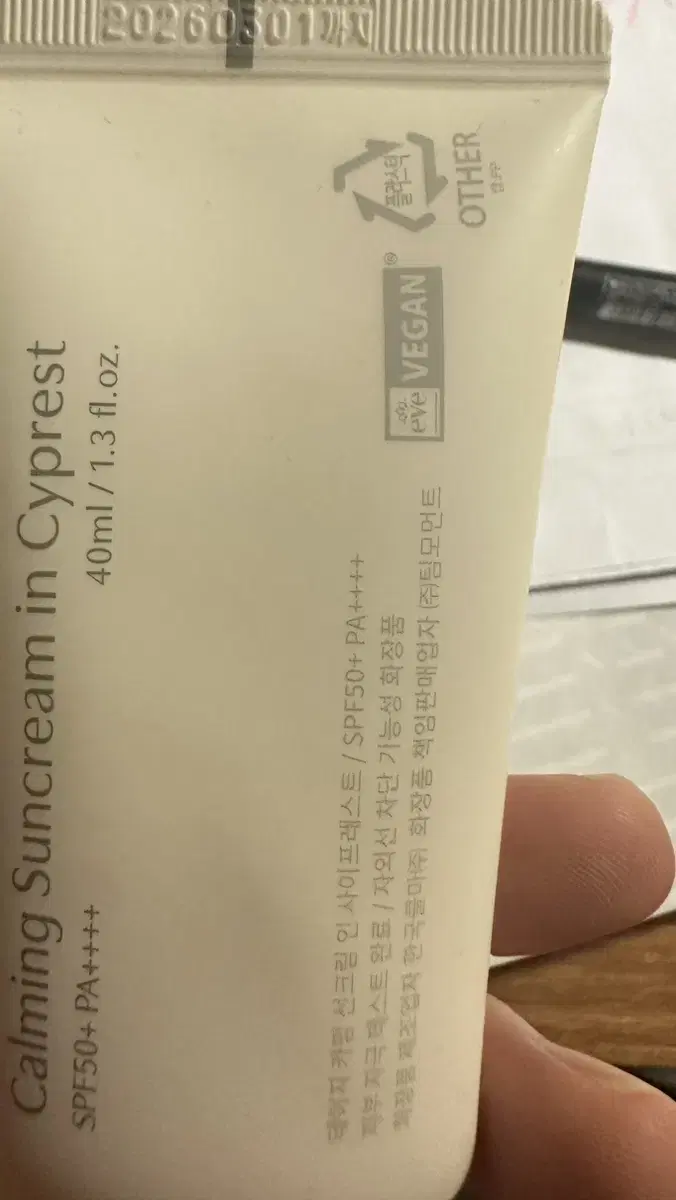 Calming Suncream in Cyprest
SPF50+ PA++++
40ml / 1.3 fl.oz.
데이지 카밍 선크림 인 사이프레스트 / SPF50+ PA++++
피부 자극 테스트 완료 / 자외선 차단 기능성 화장품
화장품 제조업자 한국콜마(주) 화장품 책임판매업자 (주)팀모먼트
eve VEGAN®
플라스틱
OTHER
20260301까지